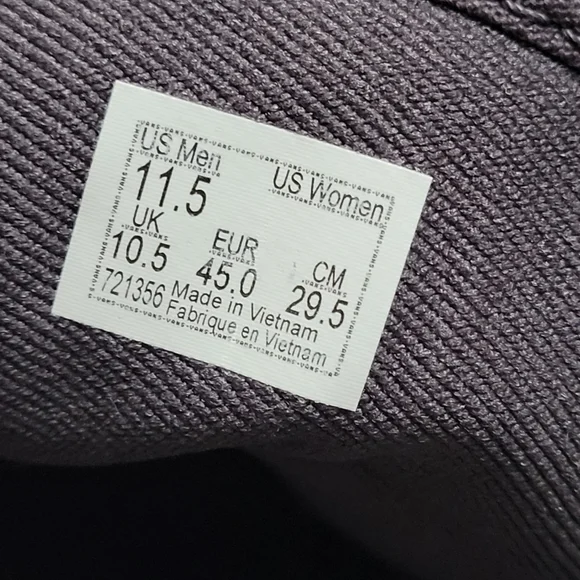 US Men US Women
11.5
UK EUR CM
10.5 45.0 29.5
721356 Made in Vietnam
Fabrique en Vietnam